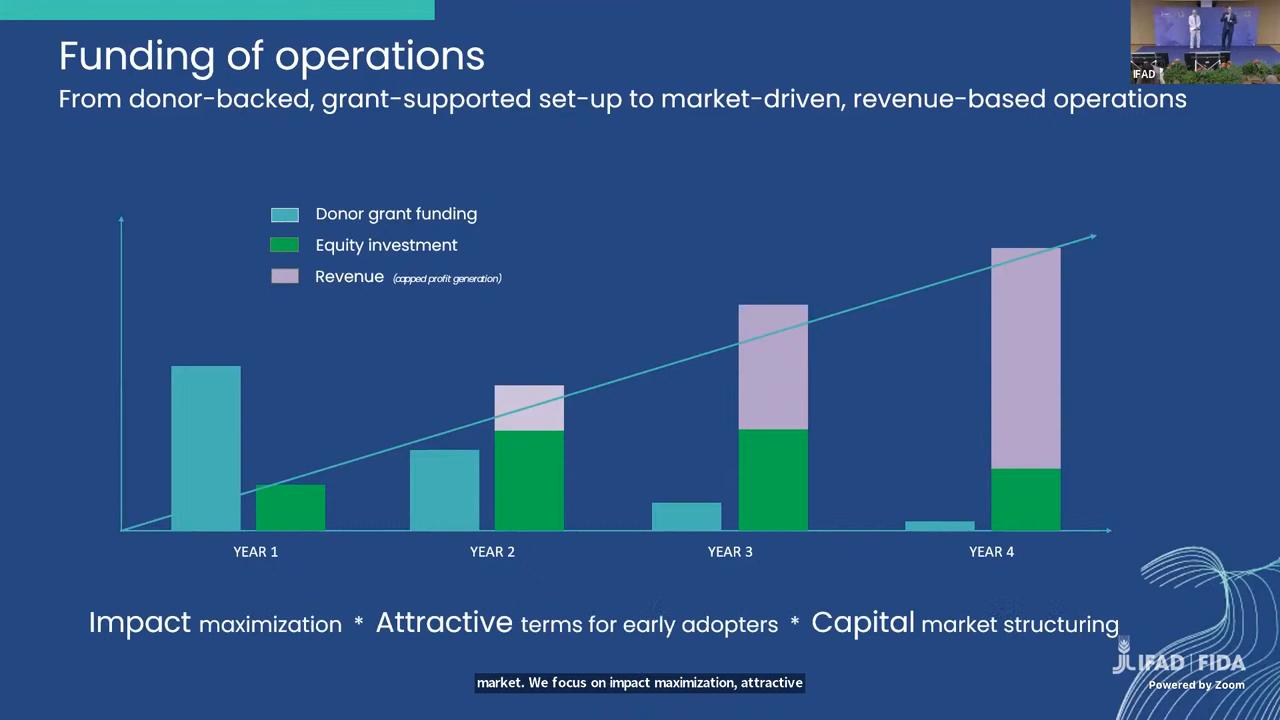 Funding of operations
From donor-backed, grant-supported set-up to market-driven, revenue-based operations
IFAD
Donor grant funding
Equity investment
Revenue (capped profit generation)
YEAR 1
YEAR 2
YEAR 3
YEAR 4
Impact maximization * Attractive terms for early adopters * Capital market structuring
IFAD | FIDA
market. We focus on impact maximization, attractive
Powered by Zoom